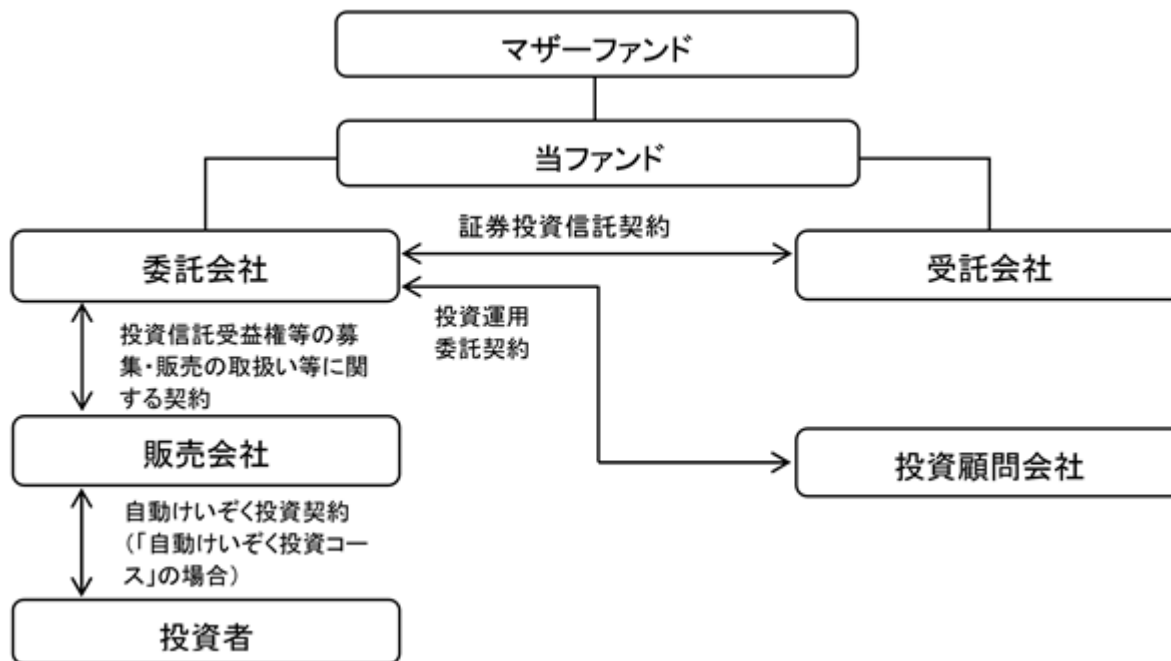 マザーファンド
当ファンド
証券投資信託契約
委託会社
受託会社
投資運用
委託契約
投資信託受益権等の募
集・販売の取扱い等に関
する契約
販売会社
投資顧問会社
自動けいぞく投資契約
(「自動けいぞく投資コー
ス」の場合)
投資者